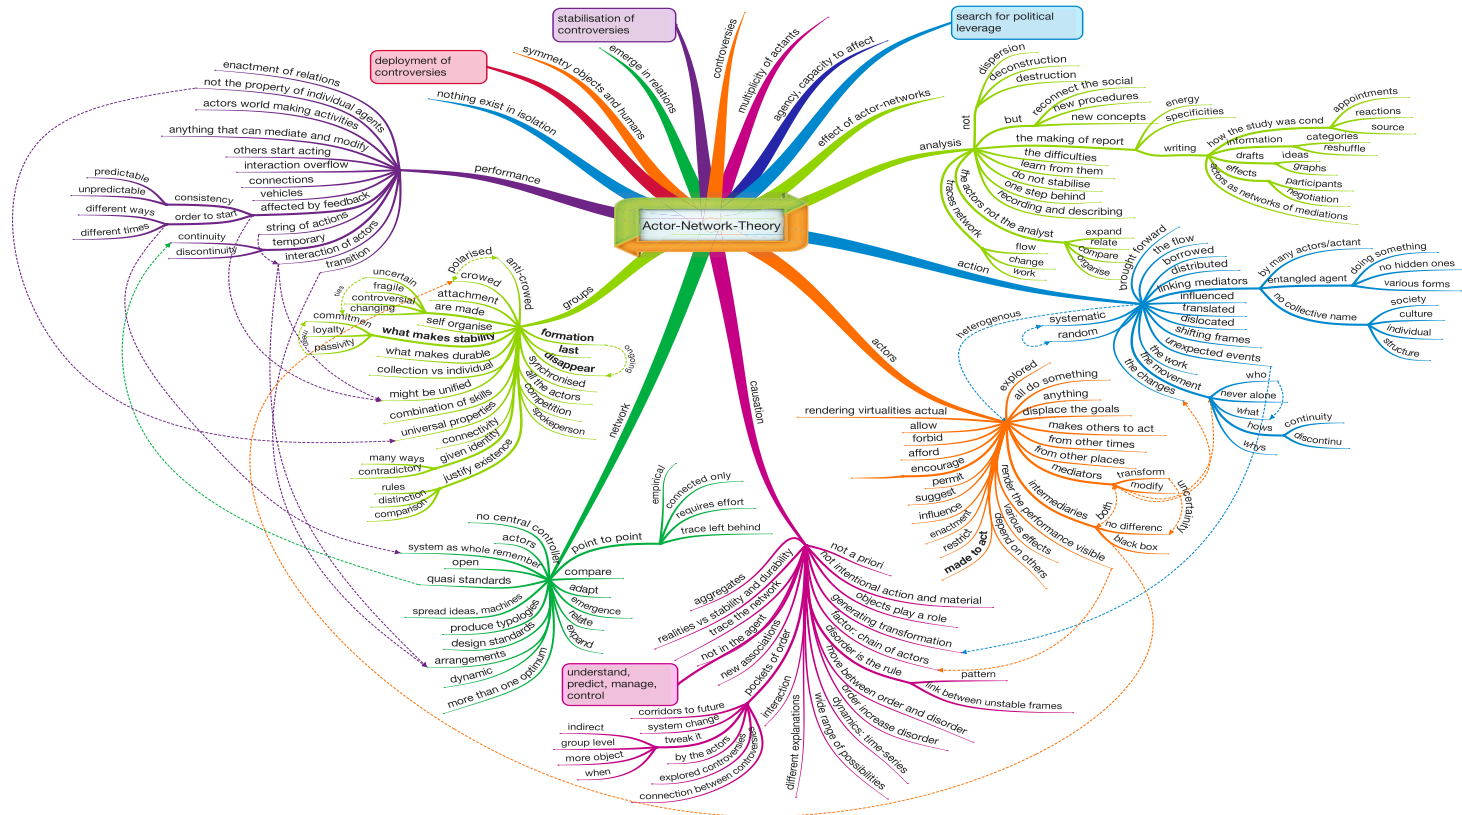 Actor-Network-Theory
deployment of
controversies
stabilisation of
controversies
search for political
leverage
nothing exist in isolation
symmetry objects and humans
emerge in relations
controversies
multiplicity of actants
agency, capacity to affect
effect of actor-networks
performance
enactment of relations
not the property of individual agents
actors world making activities
anything that can mediate and modify
others start acting
interaction overflow
connections
vehicles
affected by feedback
consistency
predictable
unpredictable
order to start
different ways
different times
string of actions
temporary
continuity
discontinuity
interaction of actors
transition
analysis
not
dispersion
deconstruction
destruction
but
reconnect the social
new procedures
new concepts
the making of report
energy
specificities
writing
how the study was cond
appointments
reactions
source
information
categories
reshuffle
drafts
ideas
graphs
effects
participants
negotiation
actors as networks of mediations
the difficulties
learn from them
do not stabilise
one step behind
recording and describing
the actors not the analyst
expand
relate
compare
organise
traces network
flow
change
work
action
brought forward
the flow
borrowed
distributed
linking mediators
by many actors/actant
entangled agent
doing something
no hidden ones
various forms
no collective name
society
culture
individual
structure
influenced
translated
dislocated
shifting frames
unexpected events
the work
the movement
the changes
who
never alone
what
hows
continuity
discontinu
whys
heterogenous
systematic
random
groups
anti-crowed
polarised
crowed
attachment
are made
uncertain
fragile
controversial
changing
ties
self organise
what makes stability
commitmen
loyalty
passivity
what makes durable
collection vs individual
might be unified
combination of skills
universal properties
connectivity
given identity
many ways
contradictory
justify existence
rules
distinction
comparison
formation
last
disappear
ongoing
synchronised
all the actors
competition
spokeperson
network
point to point
empirical
connected only
requires effort
trace left behind
no central controller
actors
system as whole remember
open
quasi standards
spread ideas, machines
produce typologies
design standards
arrangements
dynamic
more than one optimum
compare
adapt
emergence
relate
expand
causation
aggregates
realities vs stability and durability
trace the network
not in the agent
understand,
predict, manage,
control
new associations
pockets of order
corridors to future
system change
tweak it
indirect
group level
more object
when
by the actors
explored controversies
connection between controversies
interaction
different explanations
wide range of possibilities
dynamics: time-series
order increase disorder
move between order and disorder
disorder is the rule
pattern
link between unstable frames
factor: chain of actors
generating transformation
objects play a role
not intentional action and material
not a priori
actors
explored
all do something
anything
displace the goals
makes others to act
from other times
from other places
mediators
transform
modify
intermediaries
both
no differenc
black box
uncertainity
render the performance visible
various effects
depend on others
rendering virtualities actual
allow
forbid
afford
encourage
permit
suggest
influence
enactment
restrict
made to act